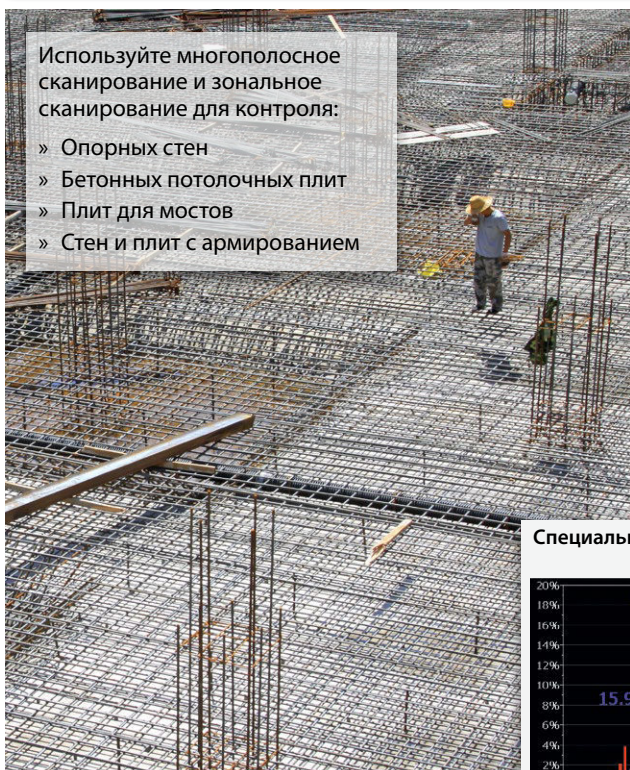 Используйте многополосное
сканирование и зональное
сканирование для контроля:
» Опорных стен
» Бетонных потолочных плит
» Плит для мостов
» Стен и плит с армированием
20%
18%
16%
14%
12%
10%
8%
6%
4%
2%